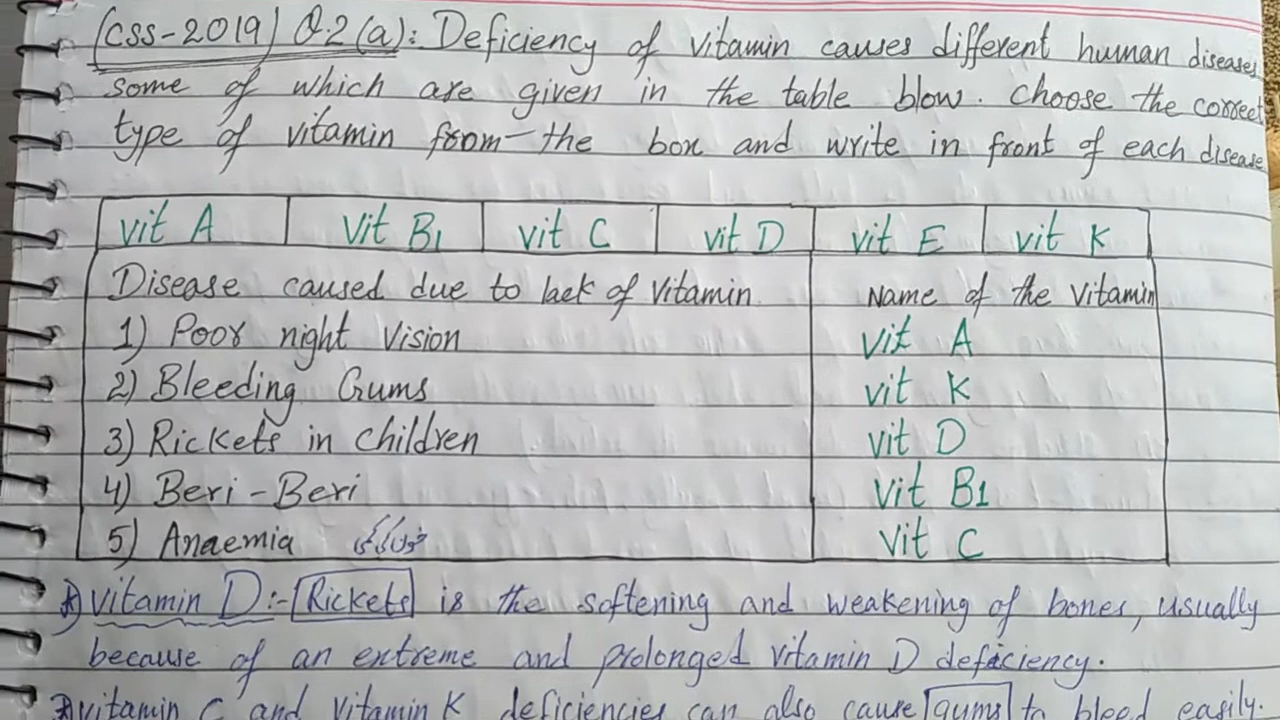 (CSS-2019) Q.2(a): Deficiency of vitamin causes different human diseases
some of which are given in the table blow. Choose the correct
type of vitamin from the box and write in front of each disease
vit A vit B1 vit C vit D vit E vit K
Disease caused due to lack of vitamin Name of the vitamin
1) Poor night vision vit A
2) Bleeding Gums vit K
3) Rickets in children vit D
4) Beri-Beri vit B1
5) Anaemia vit C
*) vitamin D:- Rickets is the softening and weakening of bones, usually
because of an extreme and prolonged vitamin D deficiency.
*) vitamin C and vitamin K deficiencies can also cause gums to bleed easily.